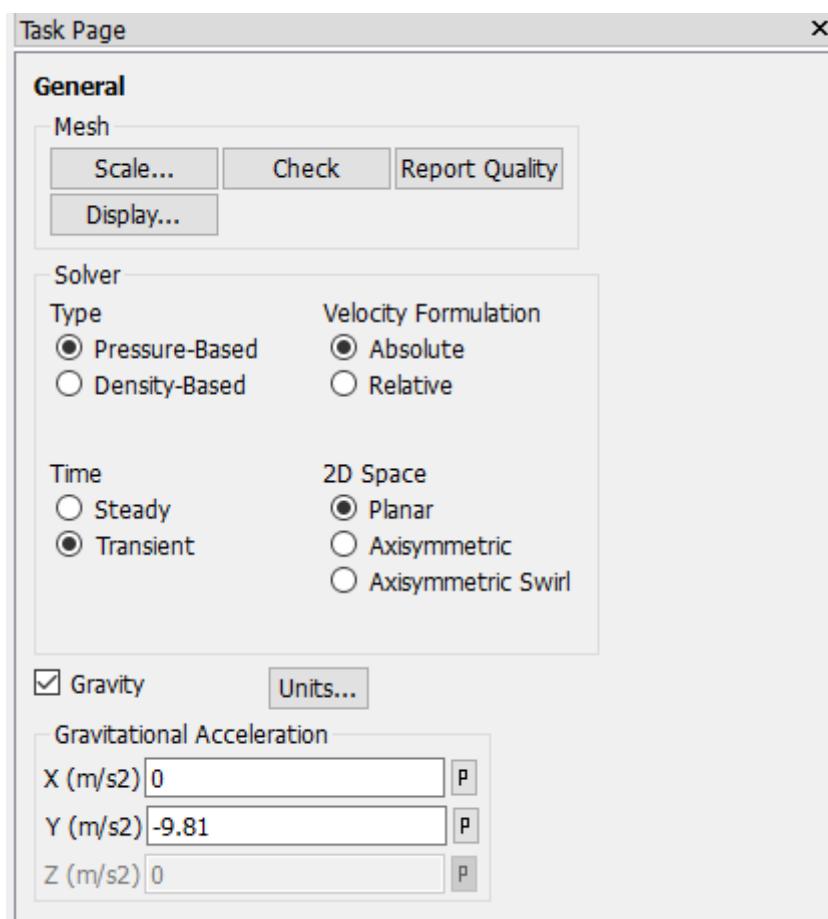 Task Page
General
Mesh
Scale... Check Report Quality
Display...
Solver
Type Velocity Formulation
Pressure-Based Absolute
Density-Based Relative
Time 2D Space
Steady Planar
Transient Axisymmetric
Axisymmetric Swirl
Gravity Units...
Gravitational Acceleration
X (m/s2) 0 P
Y (m/s2) -9.81 P
Z (m/s2) 0 P